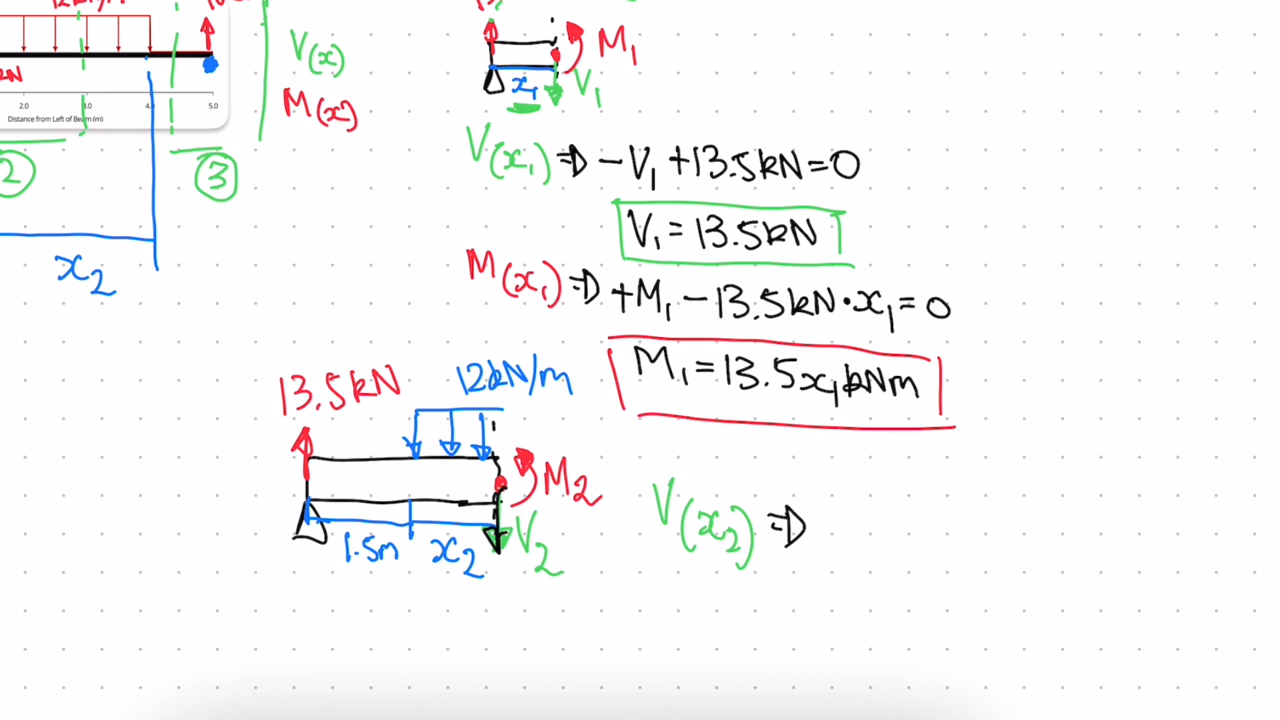 V(x)
M(x)
kN
2.0 3.0 4.0 5.0
Distance from Left of Beam (m)
2
3
x2
x1
M1
V1
V(x1) ⇒ -V1 + 13.5kN = 0
V1 = 13.5kN
M(x1) ⇒ +M1 - 13.5kN • x1 = 0
M1 = 13.5x1 kNm
13.5kN
12kN/m
M2
1.5m
x2
V2
V(x2) ⇒